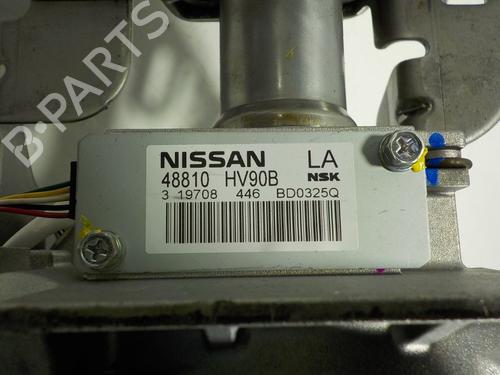 B-PARTS
NISSAN LA
48810 HV90B NSK
3 19708 446 BD0325Q